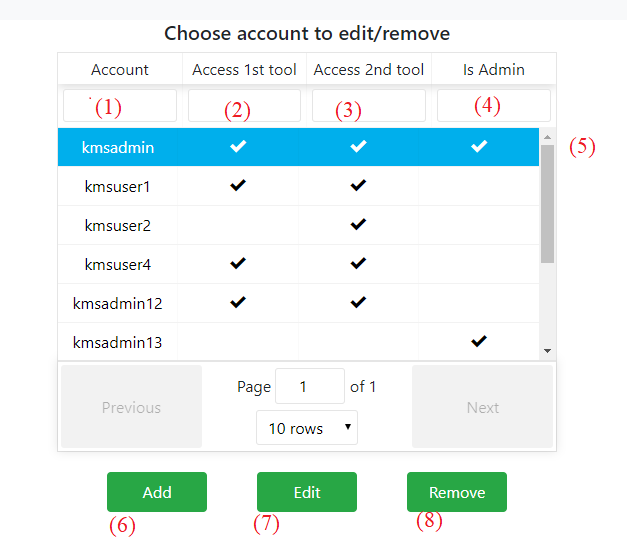 Choose account to edit/remove
Account Access 1st tool Access 2nd tool Is Admin
(1) (2) (3) (4)
kmsadmin (5)
kmsuser1
kmsuser2
kmsuser4
kmsadmin12
kmsadmin13
Previous Page 1 of 1 Next
10 rows
Add Edit Remove
(6) (7) (8)